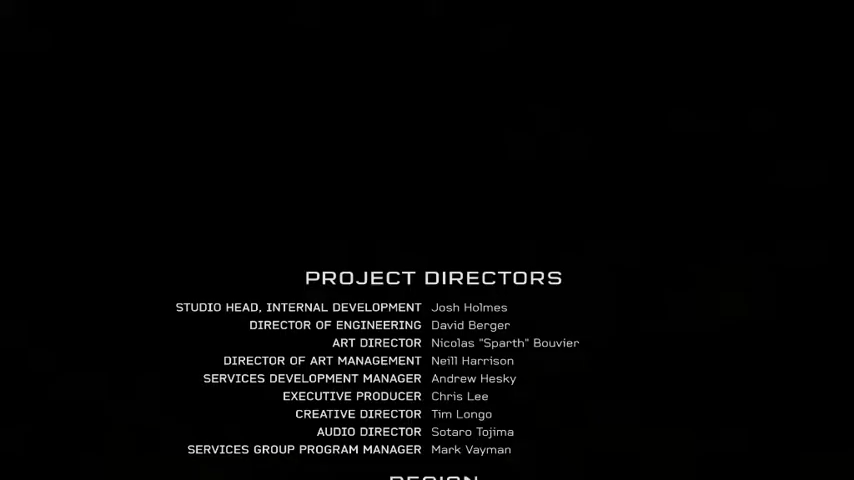 PROJECT DIRECTORS
STUDIO HEAD, INTERNAL DEVELOPMENT Josh Holmes
DIRECTOR OF ENGINEERING David Berger
ART DIRECTOR Nicolas "Sparth" Bouvier
DIRECTOR OF ART MANAGEMENT Neill Harrison
SERVICES DEVELOPMENT MANAGER Andrew Hesky
EXECUTIVE PRODUCER Chris Lee
CREATIVE DIRECTOR Tim Longo
AUDIO DIRECTOR Sotaro Tojima
SERVICES GROUP PROGRAM MANAGER Mark Vayman